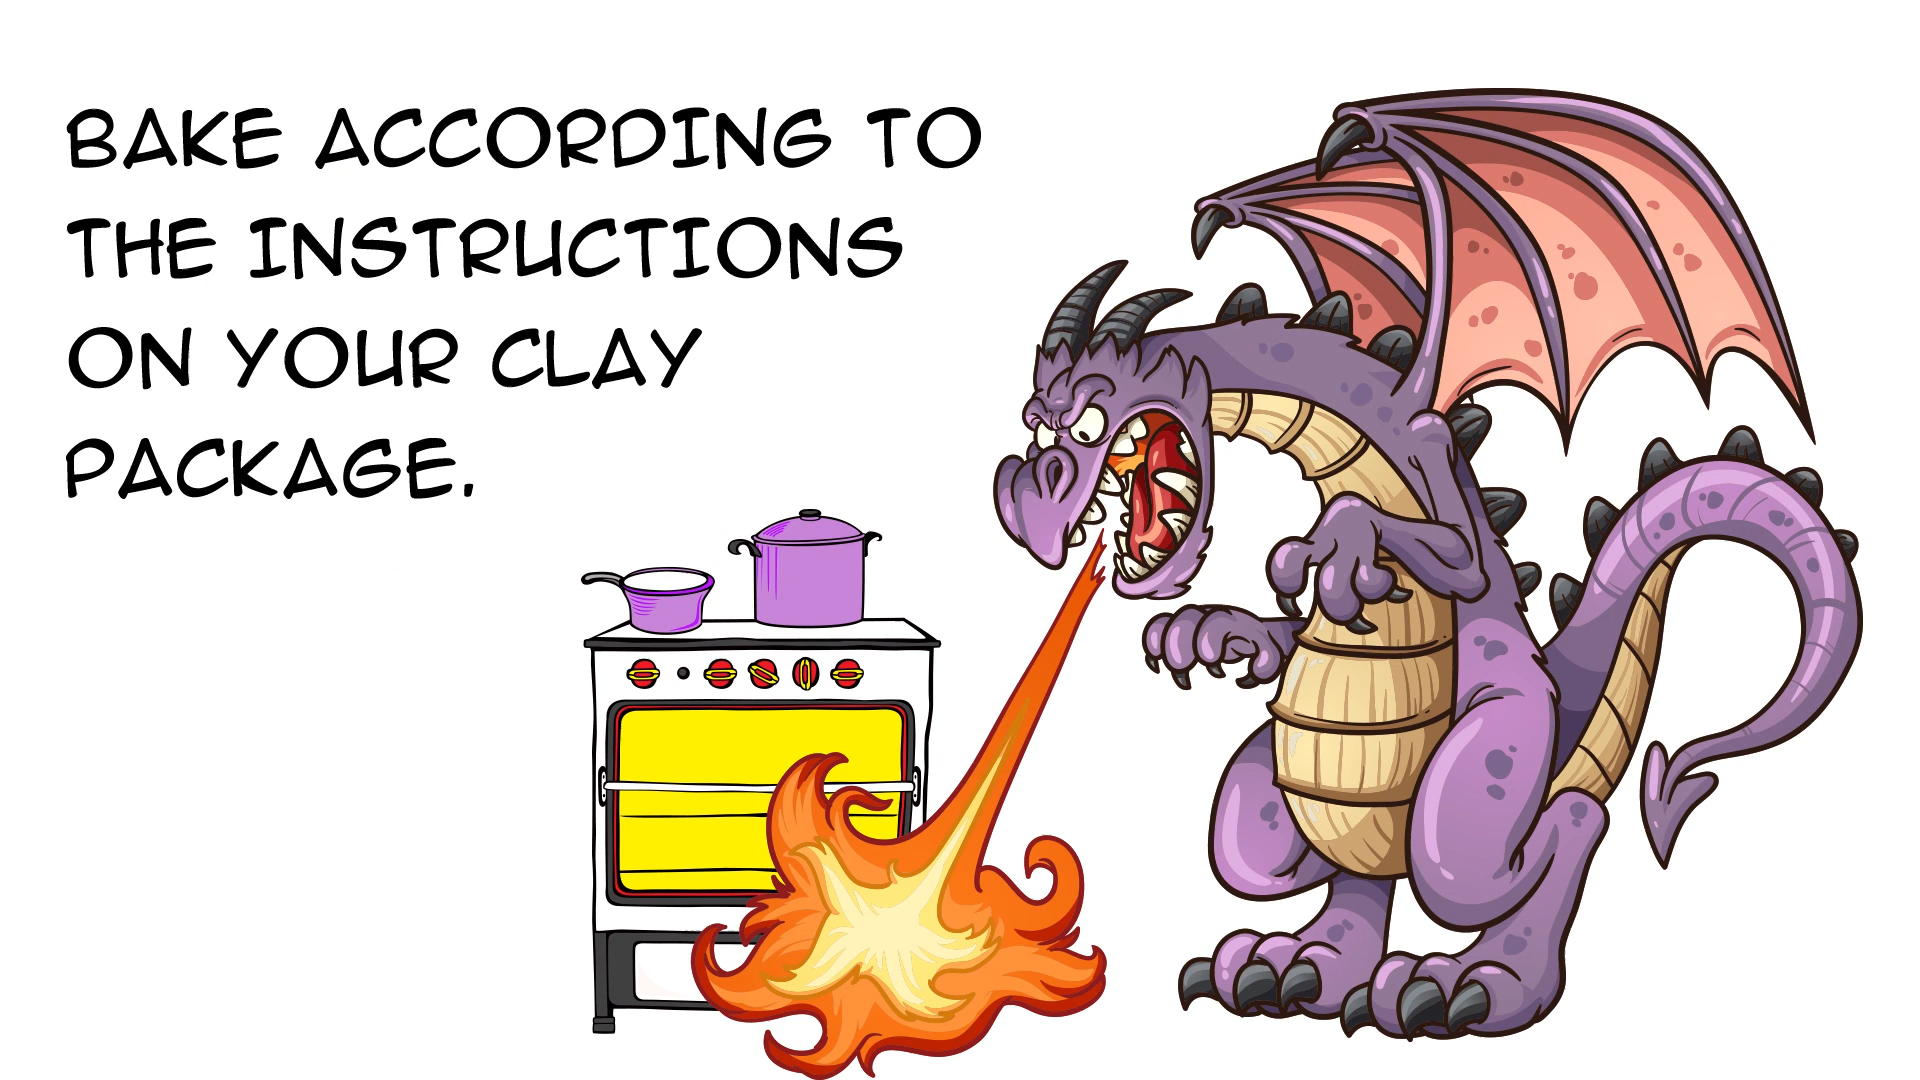 BAKE ACCORDING TO
THE INSTRUCTIONS
ON YOUR CLAY
PACKAGE.